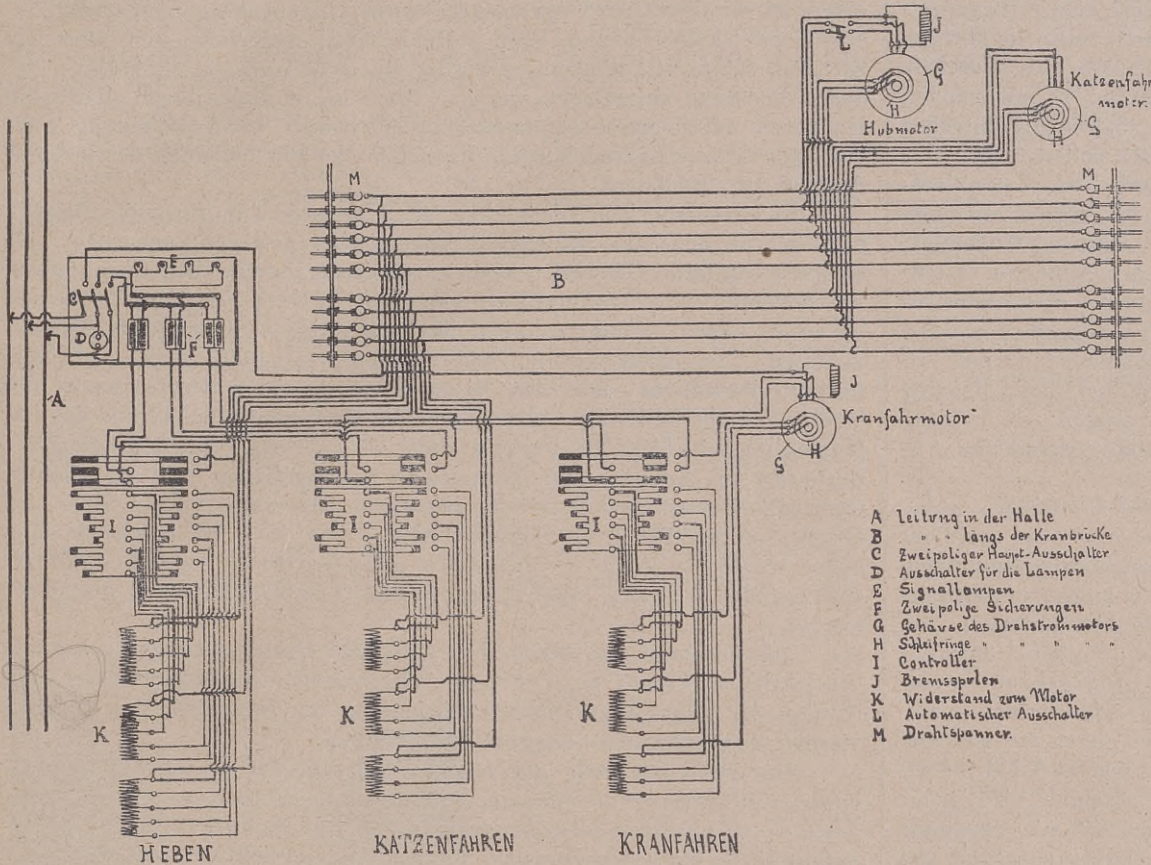 J
L
G
H
Hubmotor
Katzenfahr
motor.
G
H
M
M
B
E
C
D
F
A
J
Kranfahrmotor
G
H
I
I
I
K
K
K
A Leitung in der Halle
B " " " längs der Kranbrücke
C Zweipoliger Haupt-Ausschalter
D Ausschalter für die Lampen
E Signallampen
F Zweipolige Sicherungen
G Gehäuse des Drehstrommotors
H Schleifringe " " " "
I Controller
J Bremsspulen
K Widerstand zum Motor
L Automatischer Ausschalter
M Drahtspanner.
HEBEN
KATZENFAHREN
KRANFAHREN